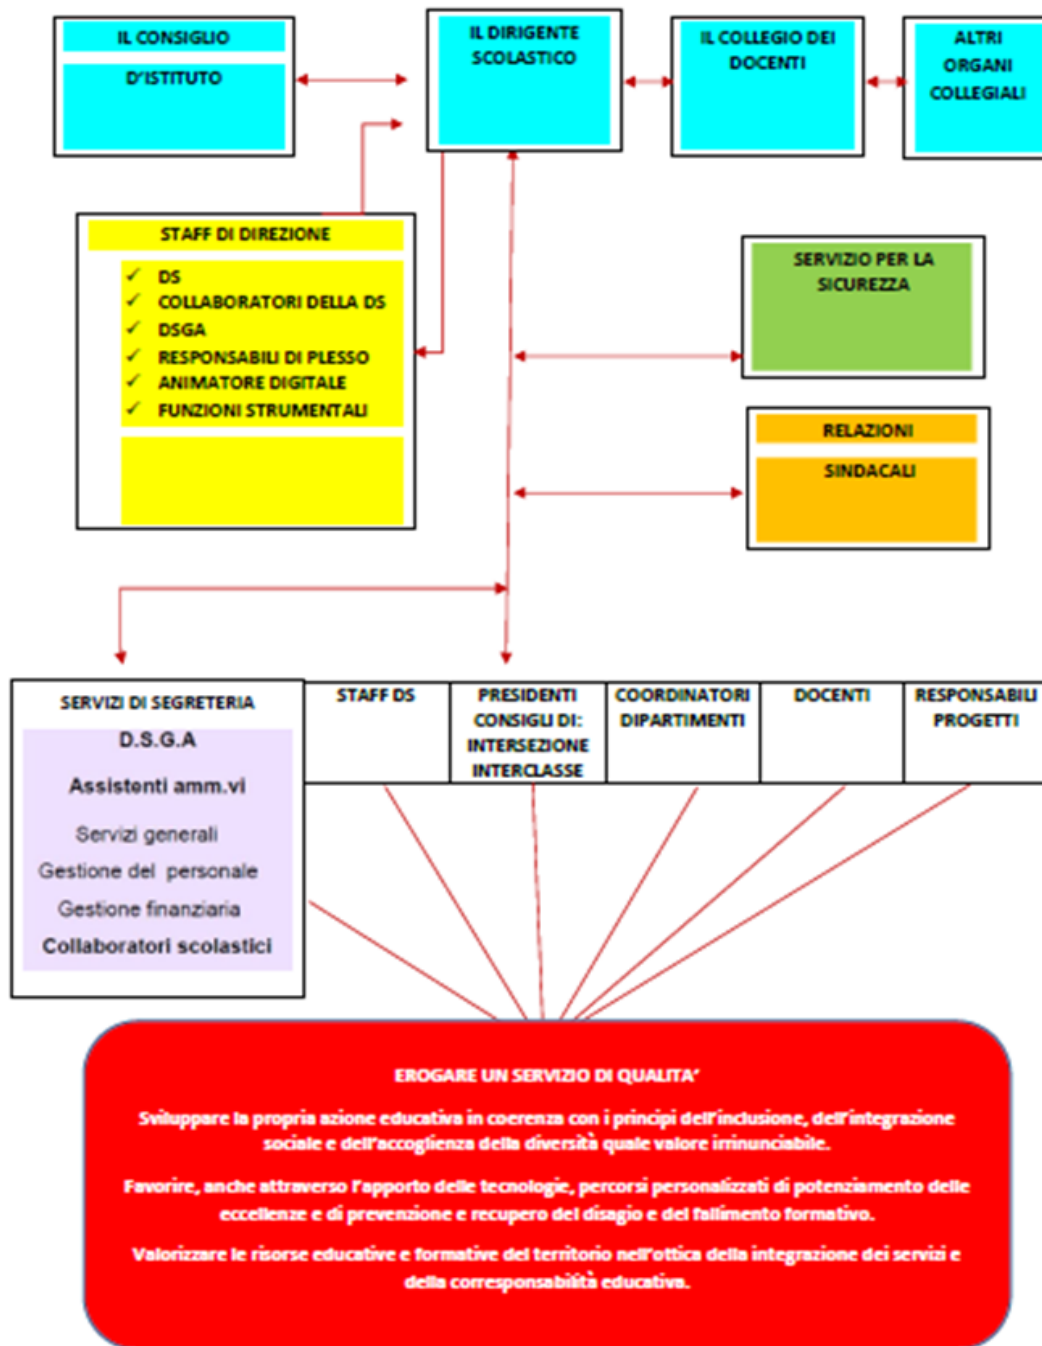 IL CONSIGLIO
D'ISTITUTO
IL DIRIGENTE
SCOLASTICO
IL COLLEGIO DEI
DOCENTI
ALTRI
ORGANI
COLLEGIALI
STAFF DI DIREZIONE
✓ DS
✓ COLLABORATORI DELLA DS
✓ DSGA
✓ RESPONSABILI DI PLESSO
✓ ANIMATORE DIGITALE
✓ FUNZIONI STRUMENTALI
SERVIZIO PER LA
SICUREZZA
RELAZIONI
SINDACALI
SERVIZI DI SEGRETERIA
D.S.G.A
Assistenti amm.vi
Servizi generali
Gestione del personale
Gestione finanziaria
Collaboratori scolastici
STAFF DS
PRESIDENTI
CONSIGLI DI:
INTERSEZIONE
INTERCLASSE
COORDINATORI
DIPARTIMENTI
DOCENTI
RESPONSABILI
PROGETTI
EROGARE UN SERVIZIO DI QUALITA'
Sviluppare la propria azione educativa in coerenza con i principi dell'inclusione, dell'integrazione
sociale e dell'accoglienza della diversità quale valore irrinunciabile.
Favorire, anche attraverso l'apporto delle tecnologie, percorsi personalizzati di potenziamento delle
eccellenze e di prevenzione e recupero del disagio e del fallimento formativo.
Valorizzare le risorse educative e formative del territorio nell'ottica della integrazione dei servizi e
della corresponsabilità educativa.